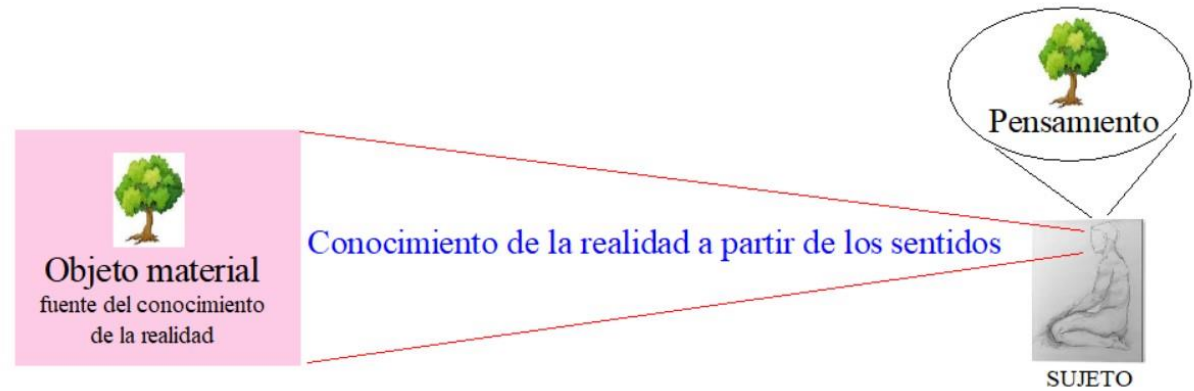 Pensamiento
Conocimiento de la realidad a partir de los sentidos
Objeto material
fuente del conocimiento
de la realidad
SUJETO